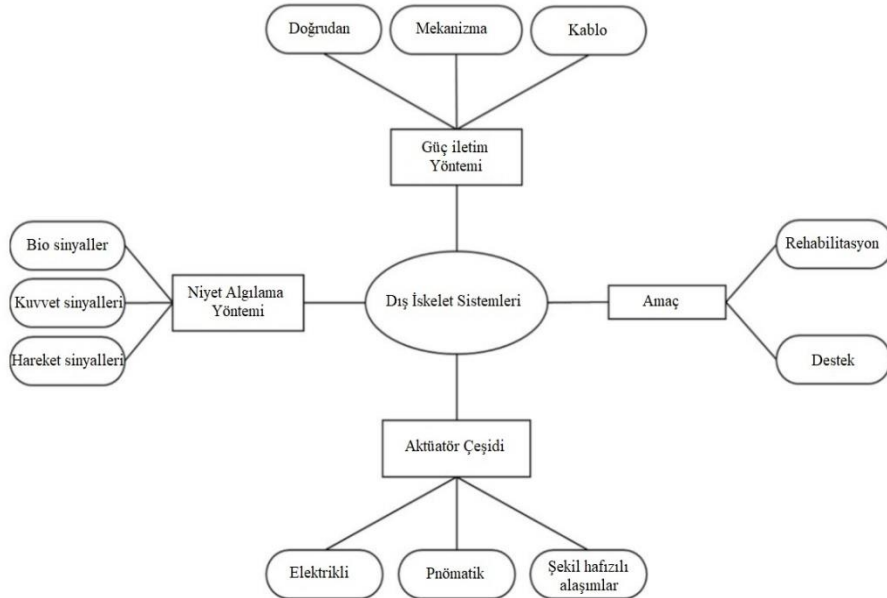 Doğrudan
Mekanizma
Kablo
Güç iletim
Yöntemi
Bio sinyaller
Kuvvet sinyalleri
Hareket sinyalleri
Niyet Algılama
Yöntemi
Dış İskelet Sistemleri
Amaç
Rehabilitasyon
Destek
Aktüatör Çeşidi
Elektrikli
Pnömatik
Şekil hafızılı
alaşımlar